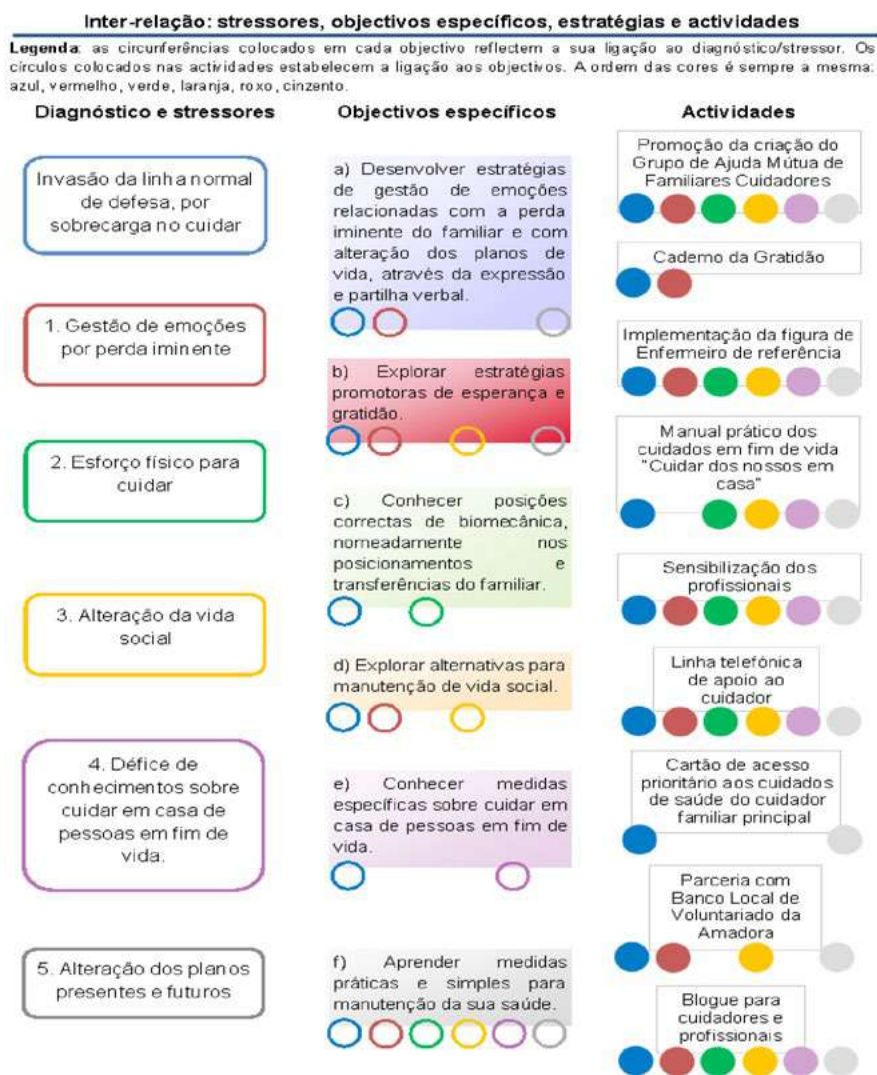 Inter-relação: stressores, objectivos específicos, estratégias e actividades
Legenda: as circunferências colocados em cada objectivo reflectem a sua ligação ao diagnóstico/stressor. Os
círculos colocados nas actividades estabelecem a ligação aos objectivos. A ordem das cores é sempre a mesma:
azul, vermelho, verde, laranja, roxo, cinzento.
Diagnóstico e stressores
Invasão da linha normal
de defesa, por
sobrecarga no cuidar
1. Gestão de emoções
por perda iminente
2. Esforço físico para
cuidar
3. Alteração da vida
social
4. Défice de
conhecimentos sobre
cuidar em casa de
pessoas em fim de
vida.
5. Alteração dos planos
presentes e futuros
Objectivos específicos
a) Desenvolver estratégias
de gestão de emoções
relacionadas com a perda
iminente do familiar e com
alteração dos planos de
vida, através da expressão
e partilha verbal.
b) Explorar estratégias
promotoras de esperança e
gratidão.
c) Conhecer posições
correctas de biomecânica,
nomeadamente nos
posicionamentos e
transferências do familiar.
d) Explorar alternativas para
manutenção de vida social.
e) Conhecer medidas
específicas sobre cuidar em
casa de pessoas em fim de
vida.
f) Aprender medidas
práticas e simples para
manutenção da sua saúde.
Actividades
Promoção da criação do
Grupo de Ajuda Mútua de
Familiares Cuidadores
Caderno da Gratidão
Implementação da figura de
Enfermeiro de referência
Manual prático dos
cuidados em fim de vida
"Cuidar dos nossos em
casa"
Sensibilização dos
profissionais
Linha telefónica
de apoio ao
cuidador
Cartão de acesso
prioritário aos cuidados
de saúde do cuidador
familiar principal
Parceria com
Banco Local de
Voluntariado da
Amadora
Blogue para
cuidadores e
profissionais